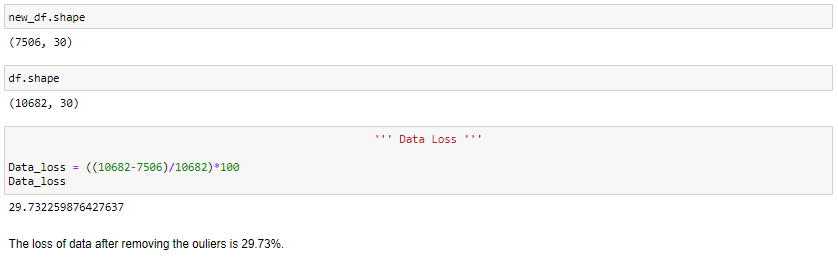 new_df.shape
(7506, 30)
df.shape
(10682, 30)
''' Data Loss '''
Data_loss = ((10682-7506)/10682)*100
Data_loss
29.732259876427637
The loss of data after removing the ouliers is 29.73%.